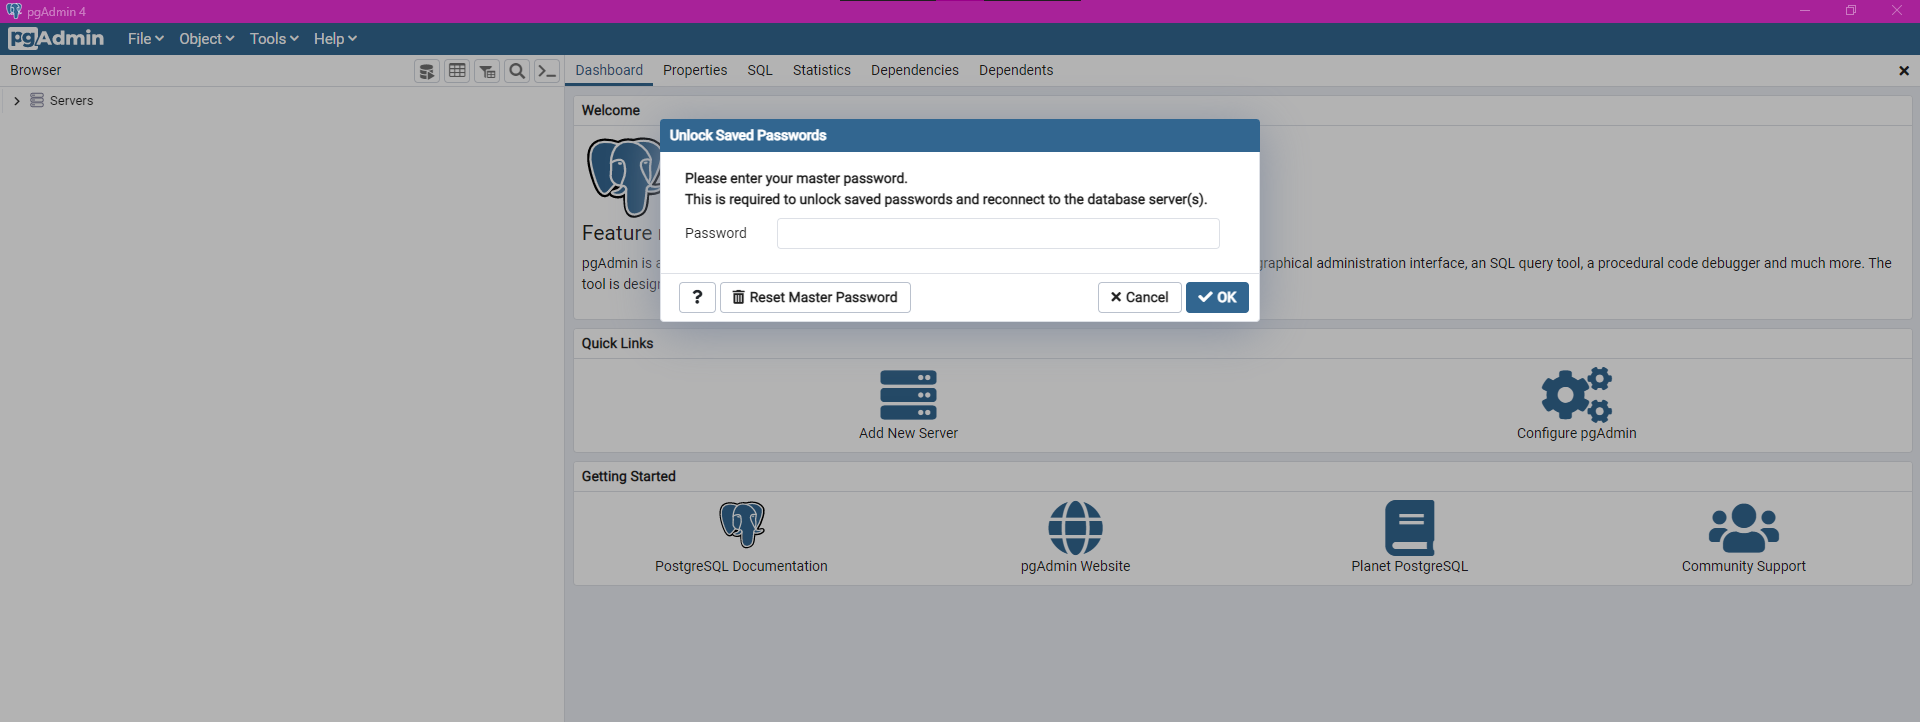 pgAdmin 4
pgAdmin File Object Tools Help
Browser
Dashboard Properties SQL Statistics Dependencies Dependents
Servers
Welcome
Unlock Saved Passwords
Please enter your master password.
This is required to unlock saved passwords and reconnect to the database server(s).
Password
? Reset Master Password Cancel OK
Feature
pgAdmin is graphical administration interface, an SQL query tool, a procedural code debugger and much more. The
tool is
Quick Links
Add New Server
Configure pgAdmin
Getting Started
PostgreSQL Documentation
pgAdmin Website
Planet PostgreSQL
Community Support